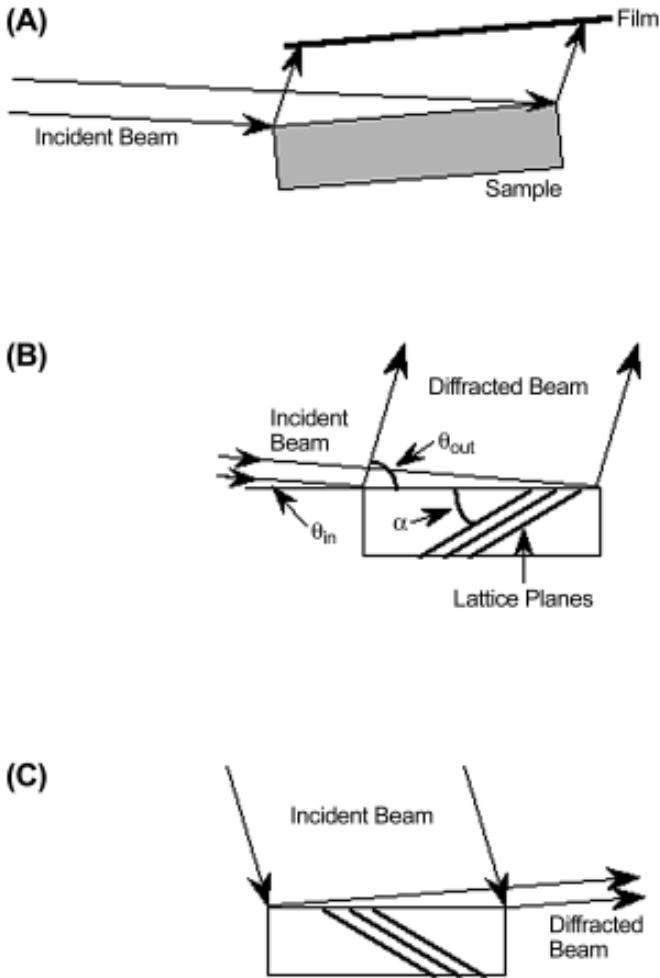 (A)
Film
Incident Beam
Sample
(B)
Diffracted Beam
Incident
Beam
θout
θin
α
Lattice Planes
(C)
Incident Beam
Diffracted
Beam